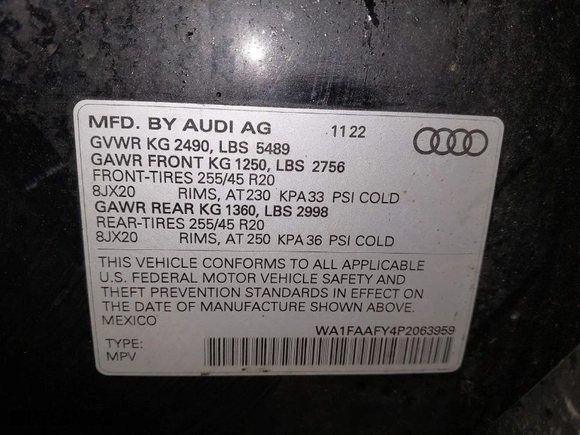 MFD. BY AUDI AG 11 22
GVWR KG 2490, LBS 5489
GAWR FRONT KG 1250, LBS 2756
FRONT-TIRES 255/45 R20
8JX20 RIMS, AT 230 KPA33 PSI COLD
GAWR REAR KG 1360, LBS 2998
REAR-TIRES 255/45 R20
8JX20 RIMS, AT 250 KPA 36 PSI COLD
THIS VEHICLE CONFORMS TO ALL APPLICABLE
U.S. FEDERAL MOTOR VEHICLE SAFETY AND
THEFT PREVENTION STANDARDS IN EFFECT ON
THE DATE OF MANUFACTURE SHOWN ABOVE.
MEXICO
WA1FAAFY4P2063959
TYPE:
MPV